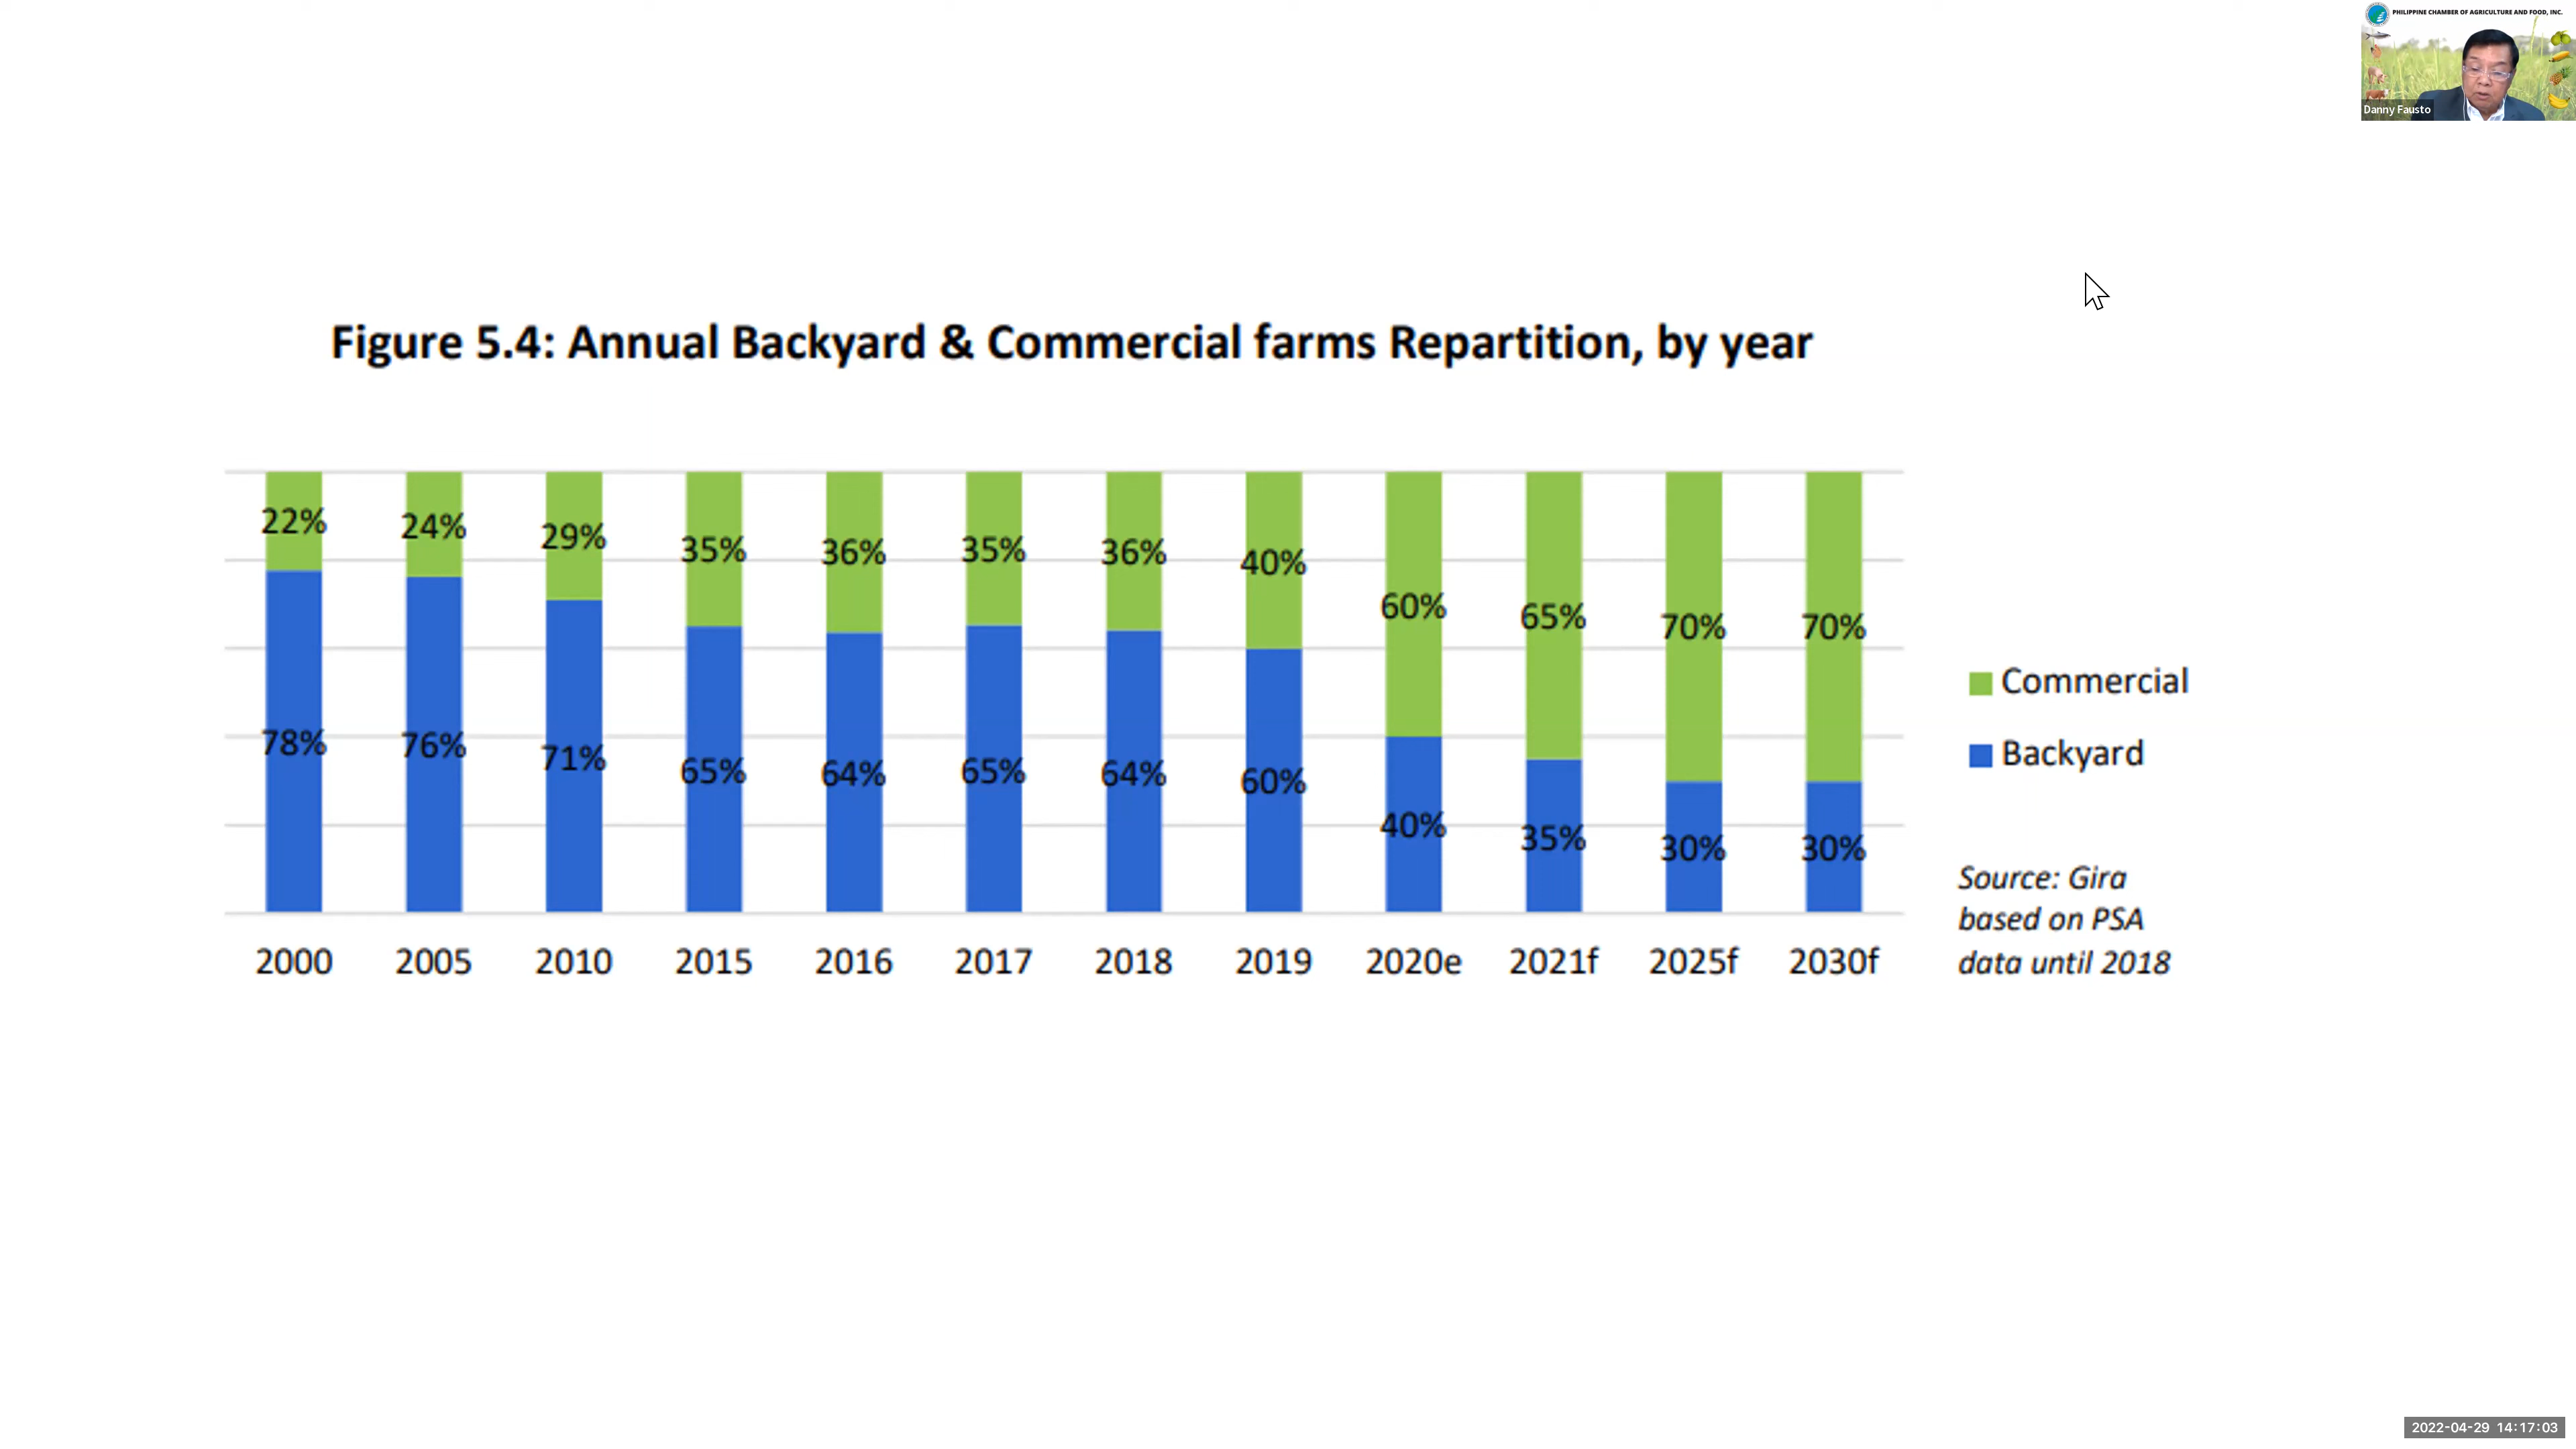 PHILIPPINE CHAMBER OF AGRICULTURE AND FOOD, INC.
Danny Fausto
Figure 5.4: Annual Backyard & Commercial farms Repartition, by year
22% 24% 29% 35% 36% 35% 36% 40% 60% 65% 70% 70%
78% 76% 71% 65% 64% 65% 64% 60% 40% 35% 30% 30%
2000 2005 2010 2015 2016 2017 2018 2019 2020e 2021f 2025f 2030f
Commercial
Backyard
Source: Gira
based on PSA
data until 2018
2022-04-29 14:17:03